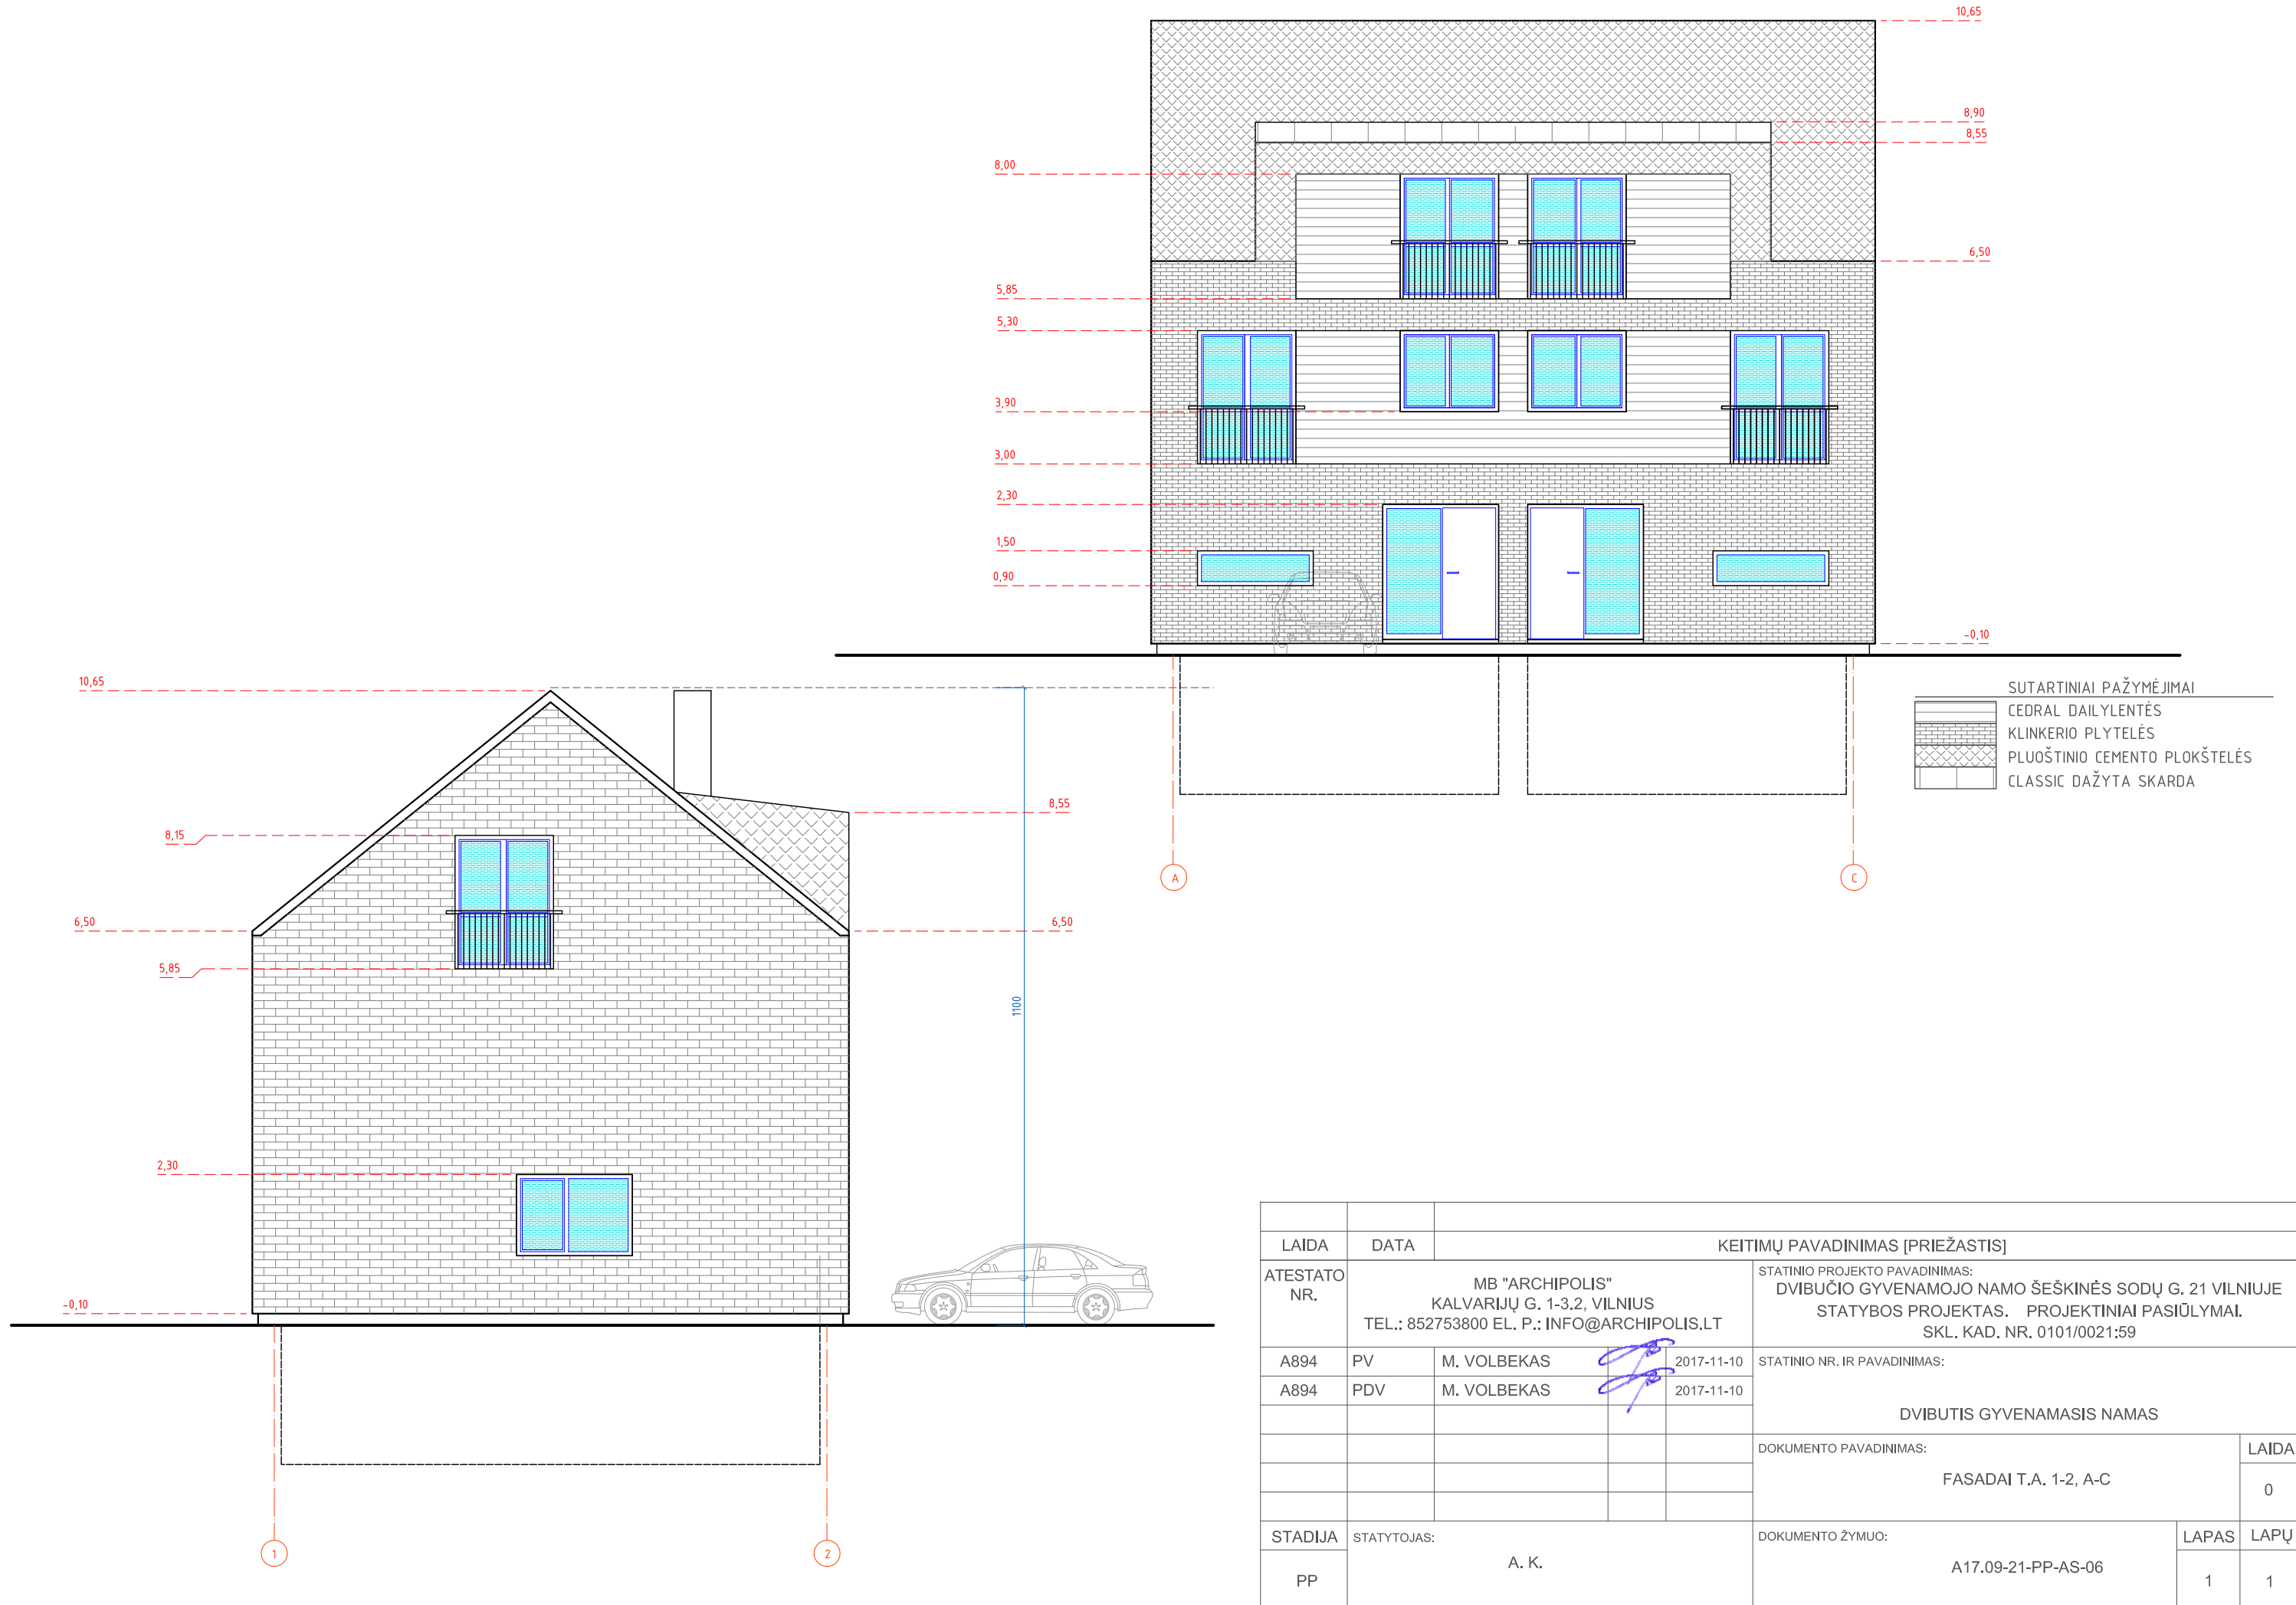 10,65
8,90
8,55
8,00
6,50
5,85
5,30
3,90
3,00
2,30
1,50
0,90
-0,10
A
C
SUTARTINIAI PAŽYMĖJIMAI
CEDRAL DAILYLENTĖS
KLINKERIO PLYTELĖS
PLUOŠTINIO CEMENTO PLOKŠTELĖS
CLASSIC DAŽYTA SKARDA
10,65
8,55
8,15
6,50
6,50
5,85
1100
2,30
-0,10
1
2
LAIDA DATA KEITIMŲ PAVADINIMAS [PRIEŽASTIS]
ATESTATO
NR.
MB "ARCHIPOLIS"
KALVARIJŲ G. 1-3.2, VILNIUS
TEL.: 852753800 EL. P.: INFO@ARCHIPOLIS.LT
STATINIO PROJEKTO PAVADINIMAS:
DVIBUČIO GYVENAMOJO NAMO ŠEŠKINĖS SODŲ G. 21 VILNIUJE
STATYBOS PROJEKTAS. PROJEKTINIAI PASIŪLYMAI.
SKL. KAD. NR. 0101/0021:59
A894 PV M. VOLBEKAS 2017-11-10
A894 PDV M. VOLBEKAS 2017-11-10
STATINIO NR. IR PAVADINIMAS:
DVIBUTIS GYVENAMASIS NAMAS
DOKUMENTO PAVADINIMAS:
FASADAI T.A. 1-2, A-C
LAIDA
0
STADIJA
PP
STATYTOJAS:
A. K.
DOKUMENTO ŽYMUO:
A17.09-21-PP-AS-06
LAPAS LAPŲ
1 1